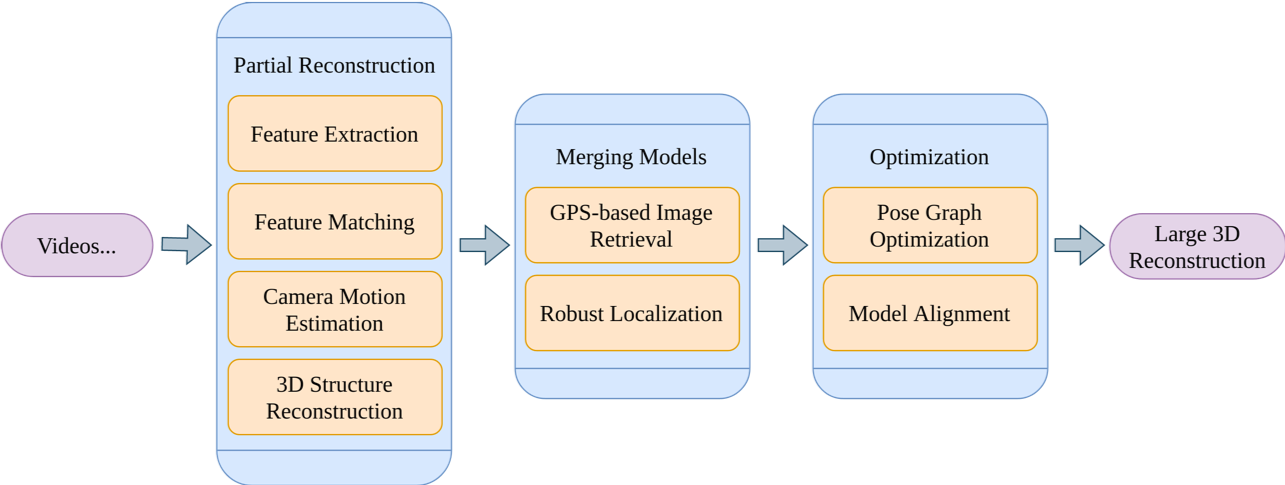 Videos...
Partial Reconstruction
Feature Extraction
Feature Matching
Camera Motion
Estimation
3D Structure
Reconstruction
Merging Models
GPS-based Image
Retrieval
Robust Localization
Optimization
Pose Graph
Optimization
Model Alignment
Large 3D
Reconstruction